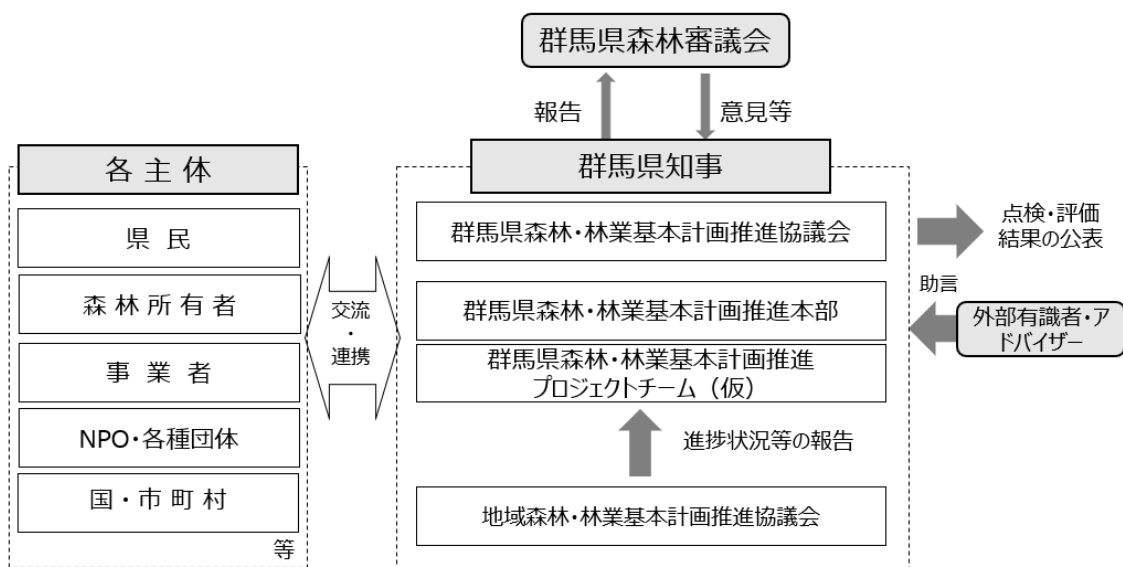 群馬県森林審議会
報告
意見等
各主体
県民
森林所有者
事業者
NPO・各種団体
国・市町村
等
交流
・
連携
群馬県知事
群馬県森林・林業基本計画推進協議会
群馬県森林・林業基本計画推進本部
群馬県森林・林業基本計画推進
プロジェクトチーム（仮）
進捗状況等の報告
地域森林・林業基本計画推進協議会
点検・評価
結果の公表
助言
外部有識者・ア
ドバイザー